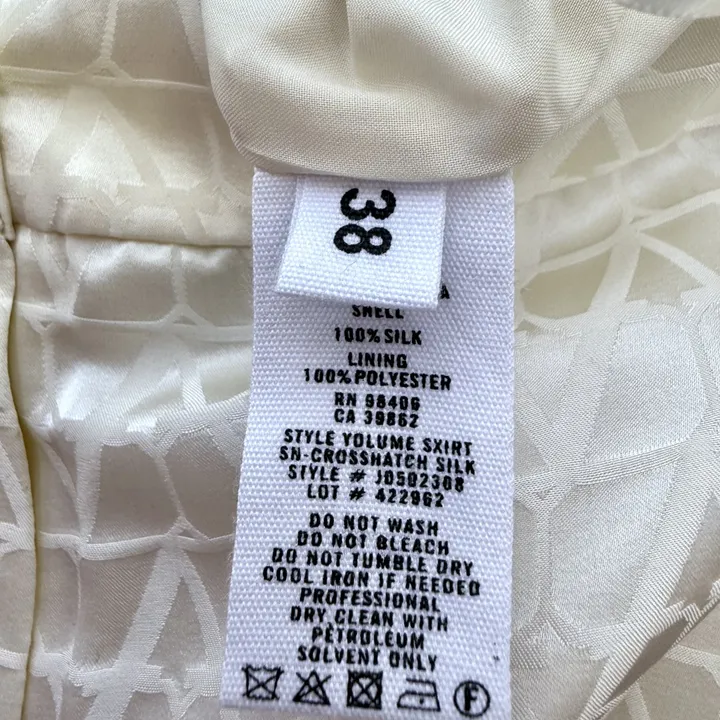 38
SHELL
100% SILK
LINING
100% POLYESTER
RN 98406
CA 39862
STYLE VOLUME SKIRT
SN-CROSSHATCH SILK
STYLE # J0502308
LOT # 422962
DO NOT WASH
DO NOT BLEACH
DO NOT TUMBLE DRY
COOL IRON IF NEEDED
PROFESSIONAL
DRY CLEAN WITH
PETROLEUM
SOLVENT ONLY
F